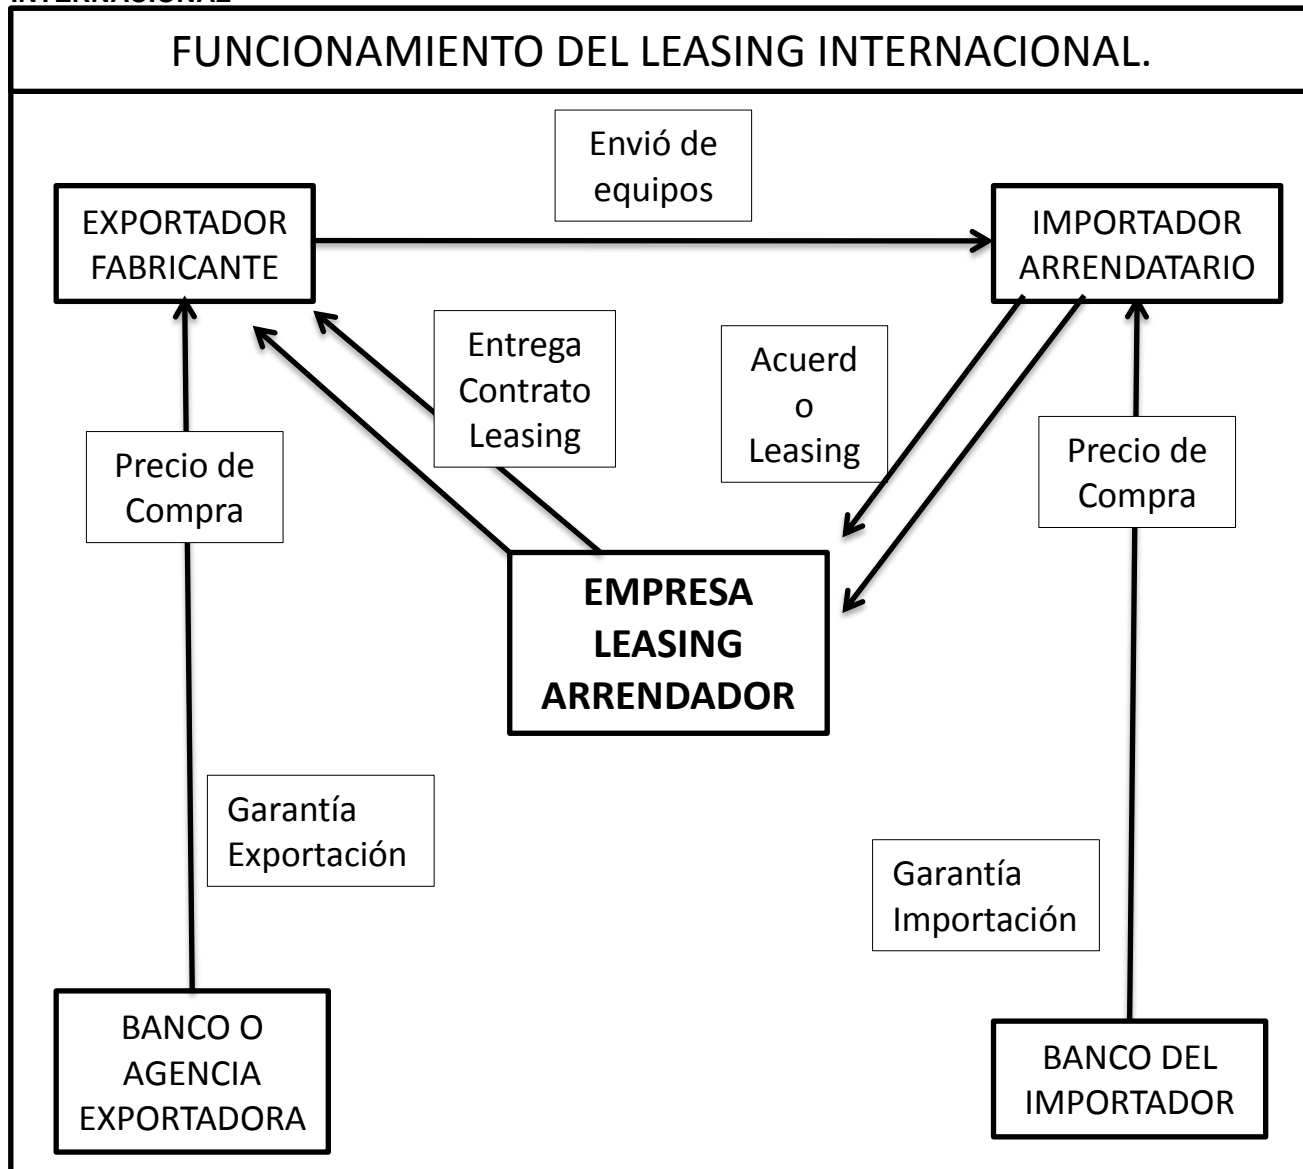 INTERNACIONAL
FUNCIONAMIENTO DEL LEASING INTERNACIONAL.
Envió de
equipos
EXPORTADOR
FABRICANTE
IMPORTADOR
ARRENDATARIO
Entrega
Contrato
Leasing
Acuerd
o
Leasing
Precio de
Compra
Precio de
Compra
EMPRESA
LEASING
ARRENDADOR
Garantía
Exportación
Garantía
Importación
BANCO O
AGENCIA
EXPORTADORA
BANCO DEL
IMPORTADOR